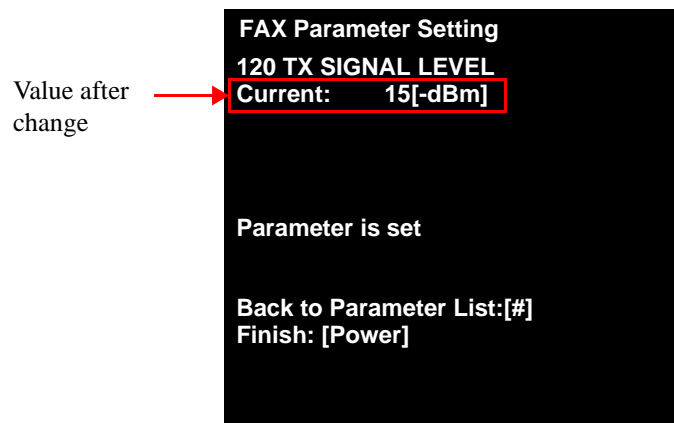 FAX Parameter Setting
120 TX SIGNAL LEVEL
Value after
change
Current: 15[-dBm]
Parameter is set
Back to Parameter List:[#]
Finish: [Power]